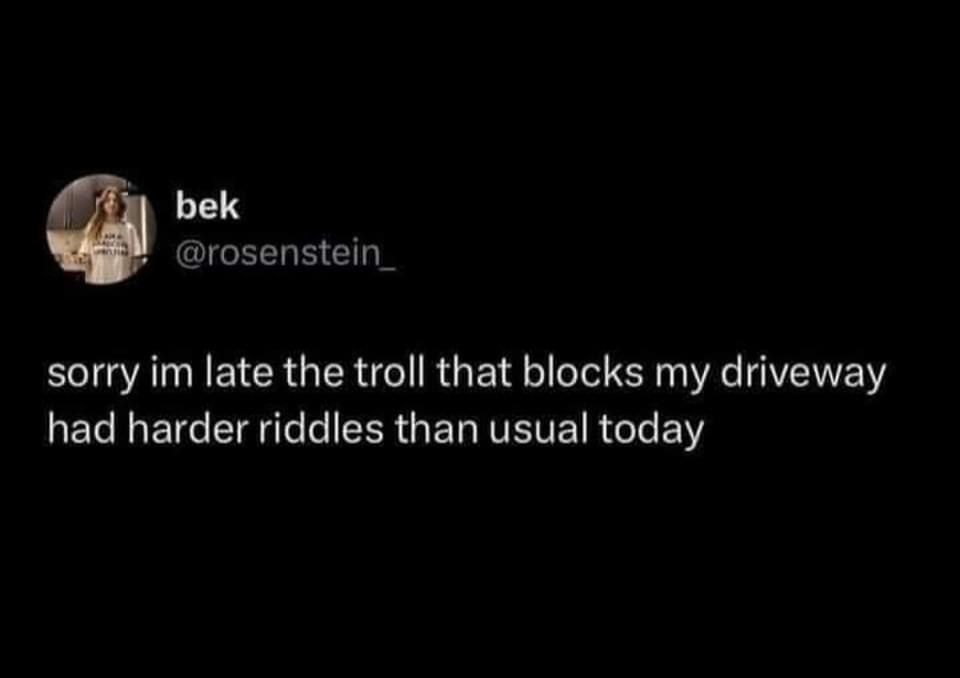 bek
@rosenstein_
sorry im late the troll that blocks my driveway
had harder riddles than usual today